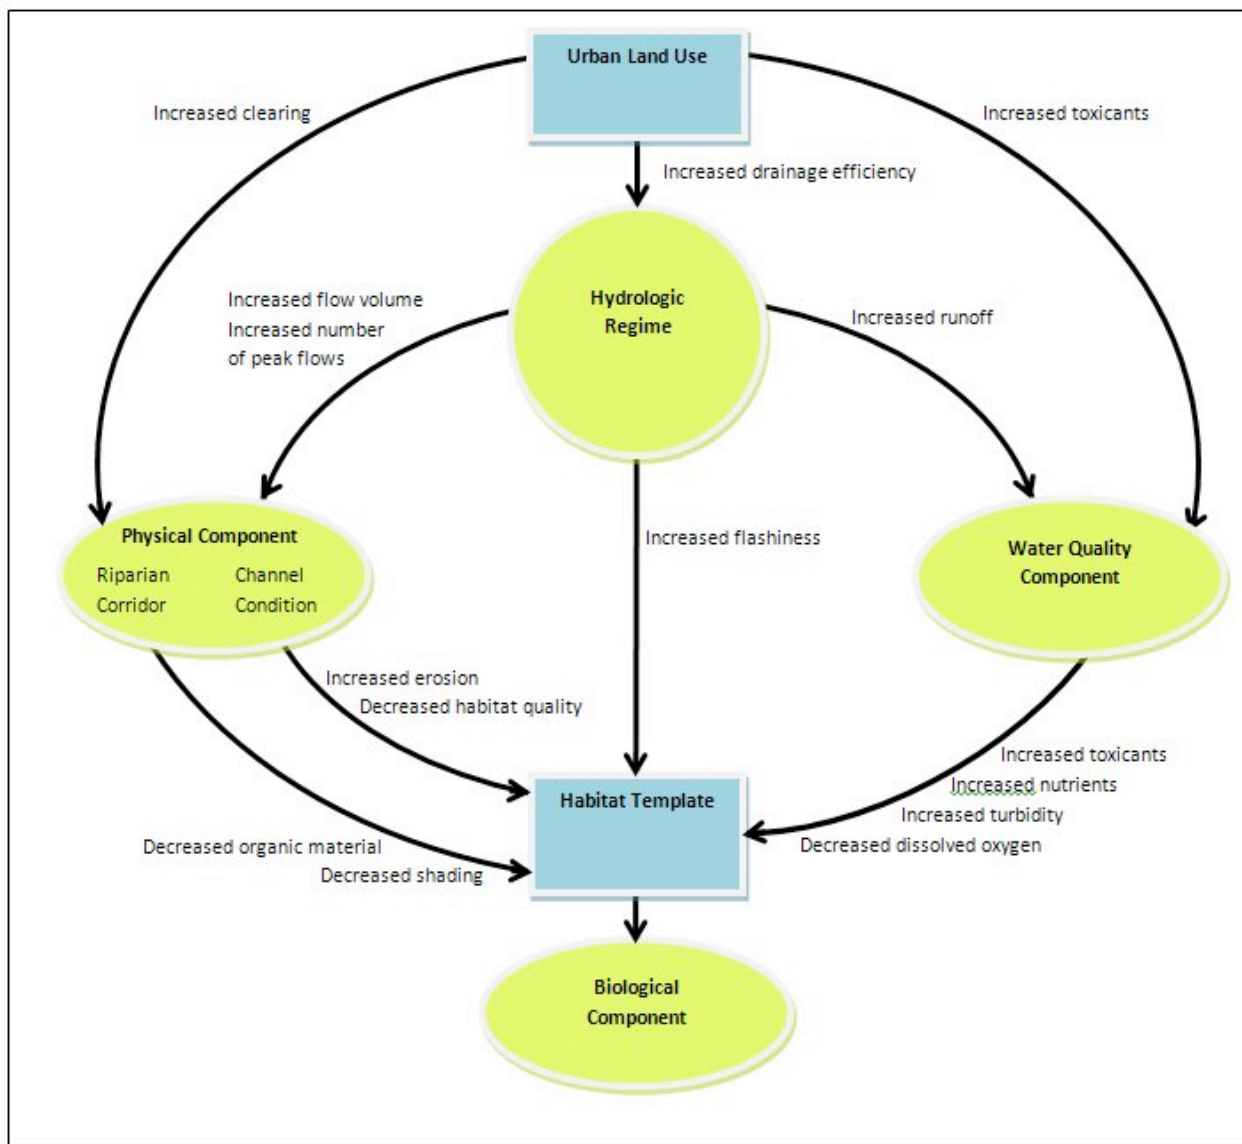 Urban Land Use
Increased clearing
Increased toxicants
Increased drainage efficiency
Hydrologic
Regime
Increased flow volume
Increased number
of peak flows
Increased runoff
Increased flashiness
Physical Component
Riparian Channel
Corridor Condition
Water Quality
Component
Increased erosion
Decreased habitat quality
Increased toxicants
Increased nutrients
Increased turbidity
Decreased dissolved oxygen
Habitat Template
Decreased organic material
Decreased shading
Biological
Component